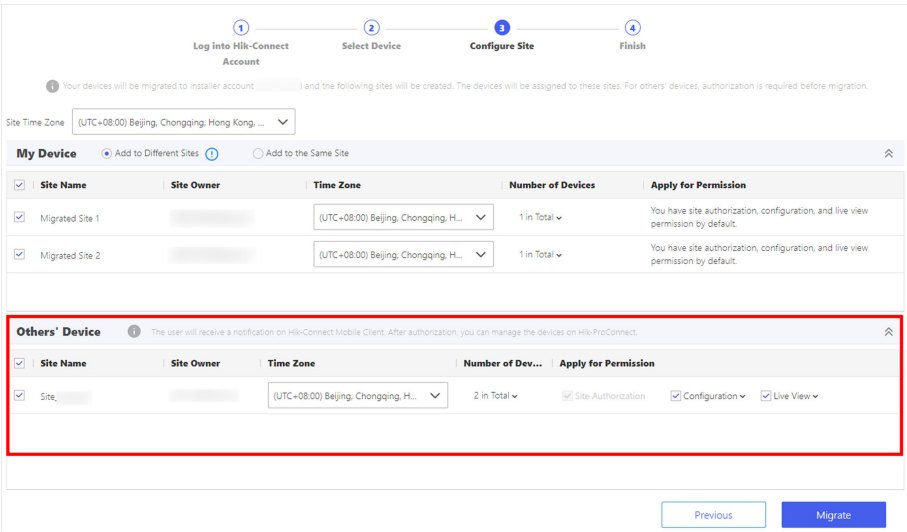 1
2
3
4
Log into Hik-Connect Account
Select Device
Configure Site
Finish
Your devices will be migrated to installer account ) and the following sites will be created. The devices will be assigned to these sites. For others' devices, authorization is required before migration.
Site Time Zone (UTC+08:00) Beijing, Chongqing, Hong Kong, ...
My Device Add to Different Sites Add to the Same Site
Site Name Site Owner Time Zone Number of Devices Apply for Permission
Migrated Site 1 (UTC+08:00) Beijing, Chongqing, H... 1 in Total You have site authorization, configuration, and live view
permission by default.
Migrated Site 2 (UTC+08:00) Beijing, Chongqing, H... 1 in Total You have site authorization, configuration, and live view
permission by default.
Others' Device The user will receive a notification on Hik-Connect Mobile Client. After authorization, you can manage the devices on Hik-ProConnect.
Site Name Site Owner Time Zone Number of Dev... Apply for Permission
Site_ (UTC+08:00) Beijing, Chongqing, H... 2 in Total Site Authorization Configuration Live View
Previous Migrate